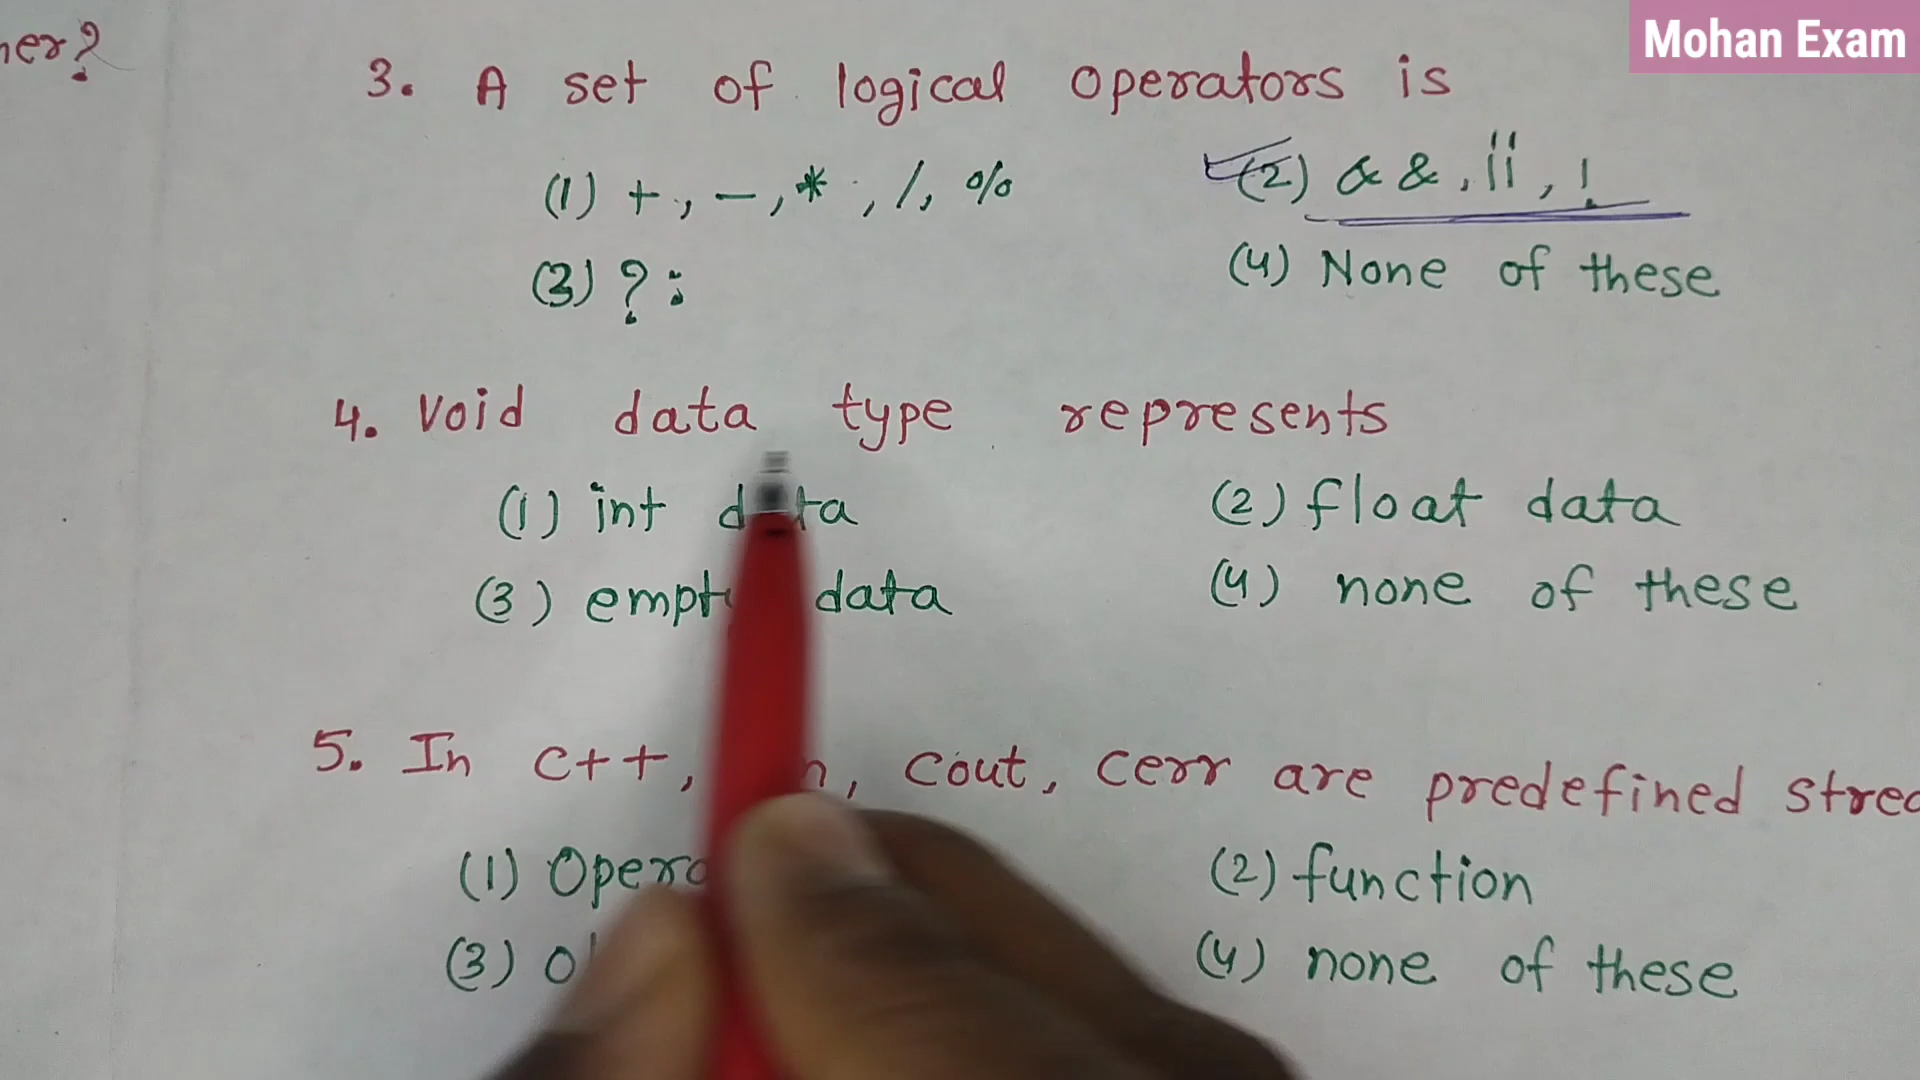 Mohan Exam
ner?
3. A set of logical operators is
(1) +, -, *, /, % (2) &&, ||, !
(3) ? : (4) None of these
4. Void data type represents
(1) int data (2) float data
(3) data (4) none of these
5. In c++, cout, cerr are predefined
(1) (2) function
(3) (4) none of these